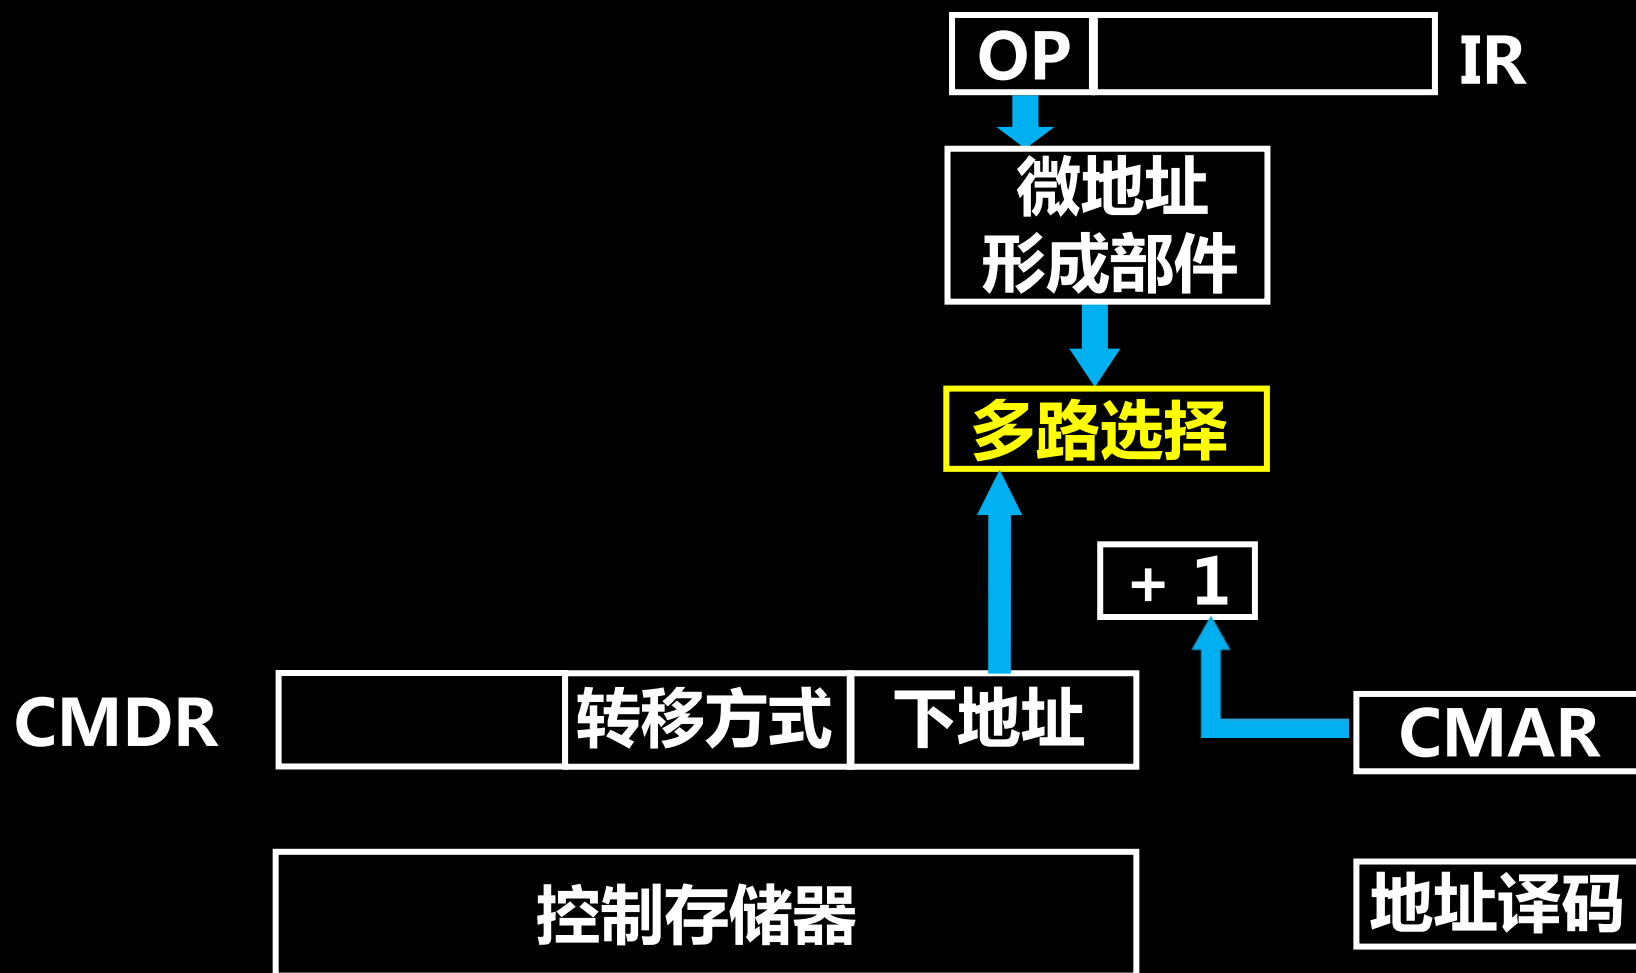 OP
IR
微地址
形成部件
多路选择
+ 1
CMDR
转移方式
下地址
CMAR
控制存储器
地址译码